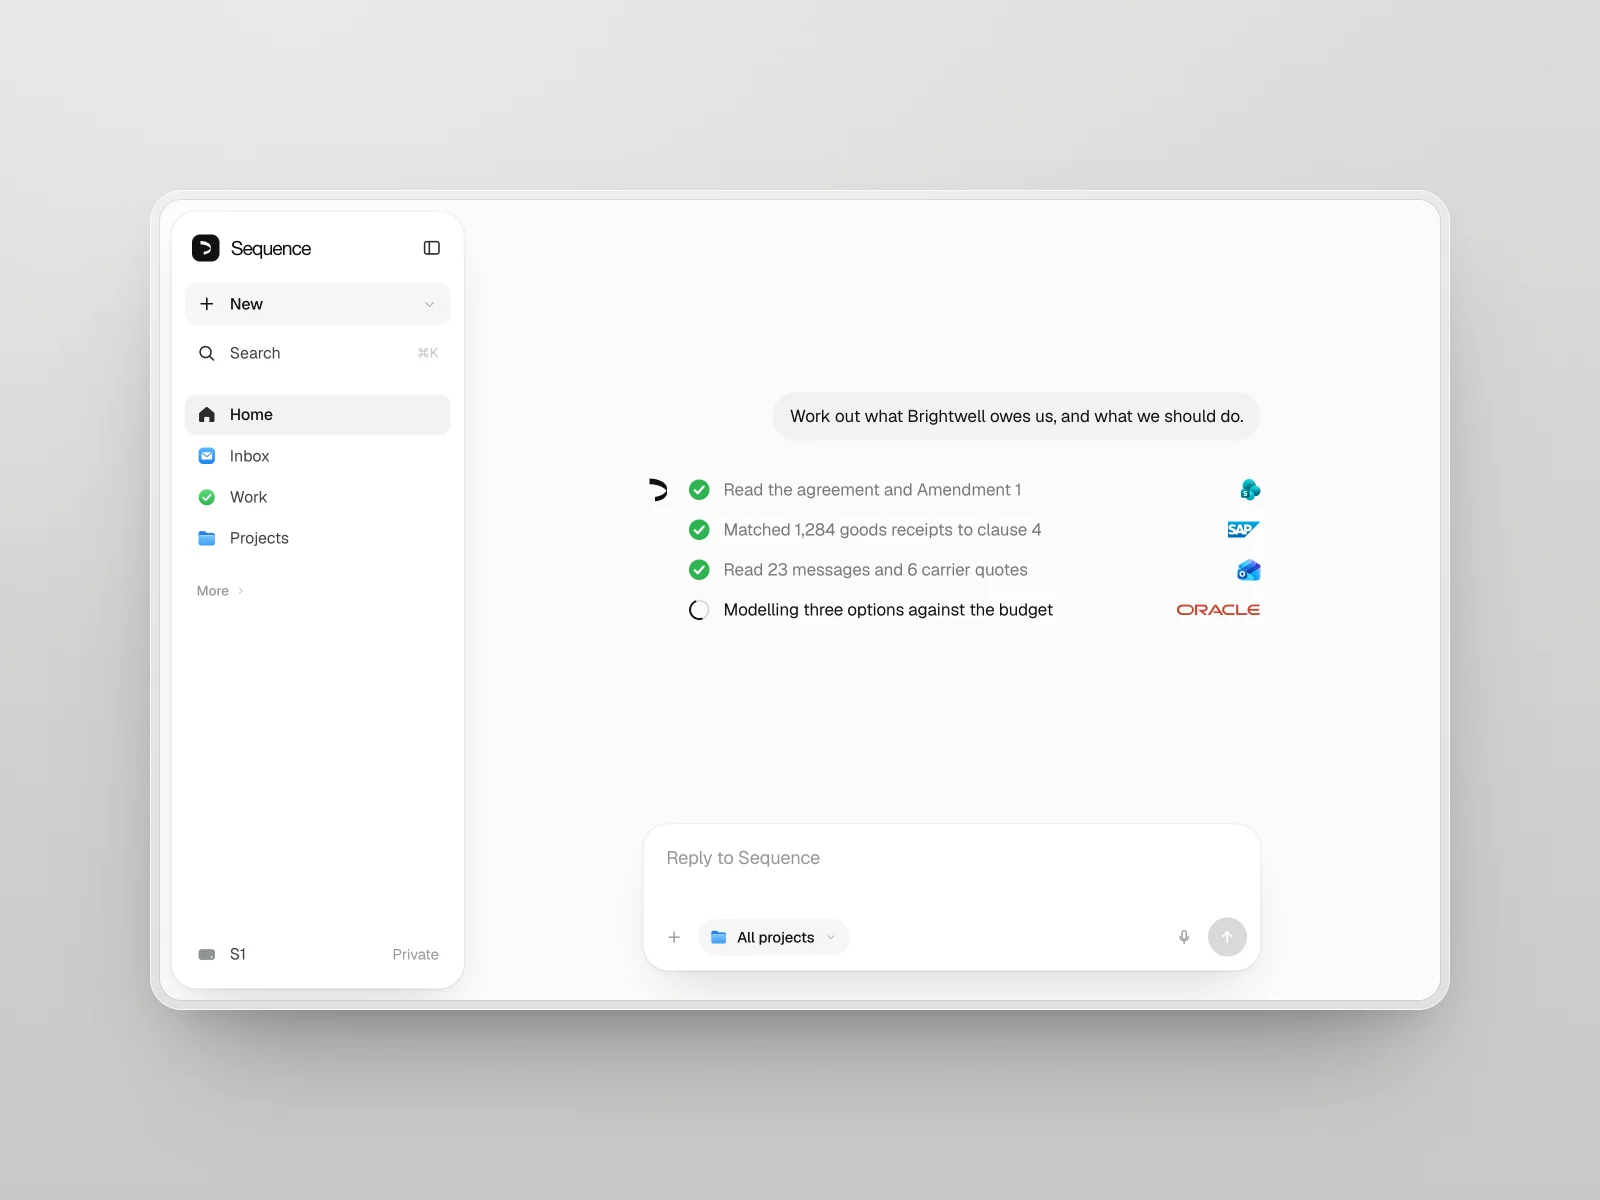 Sequence
New
Search
⌘K
Home
Inbox
Work
Projects
More
S1
Private
Work out what Brightwell owes us, and what we should do.
Read the agreement and Amendment 1
S
Matched 1,284 goods receipts to clause 4
SAP
Read 23 messages and 6 carrier quotes
O
Modelling three options against the budget
ORACLE
Reply to Sequence
All projects